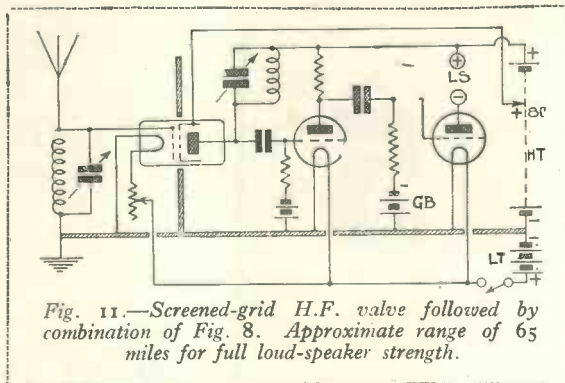 +
LS
+
-
+ SC
HT
-
GB
-
-
LT
+
Fig. 11.—Screened-grid H.F. valve followed by
combination of Fig. 8. Approximate range of 65
miles for full loud-speaker strength.